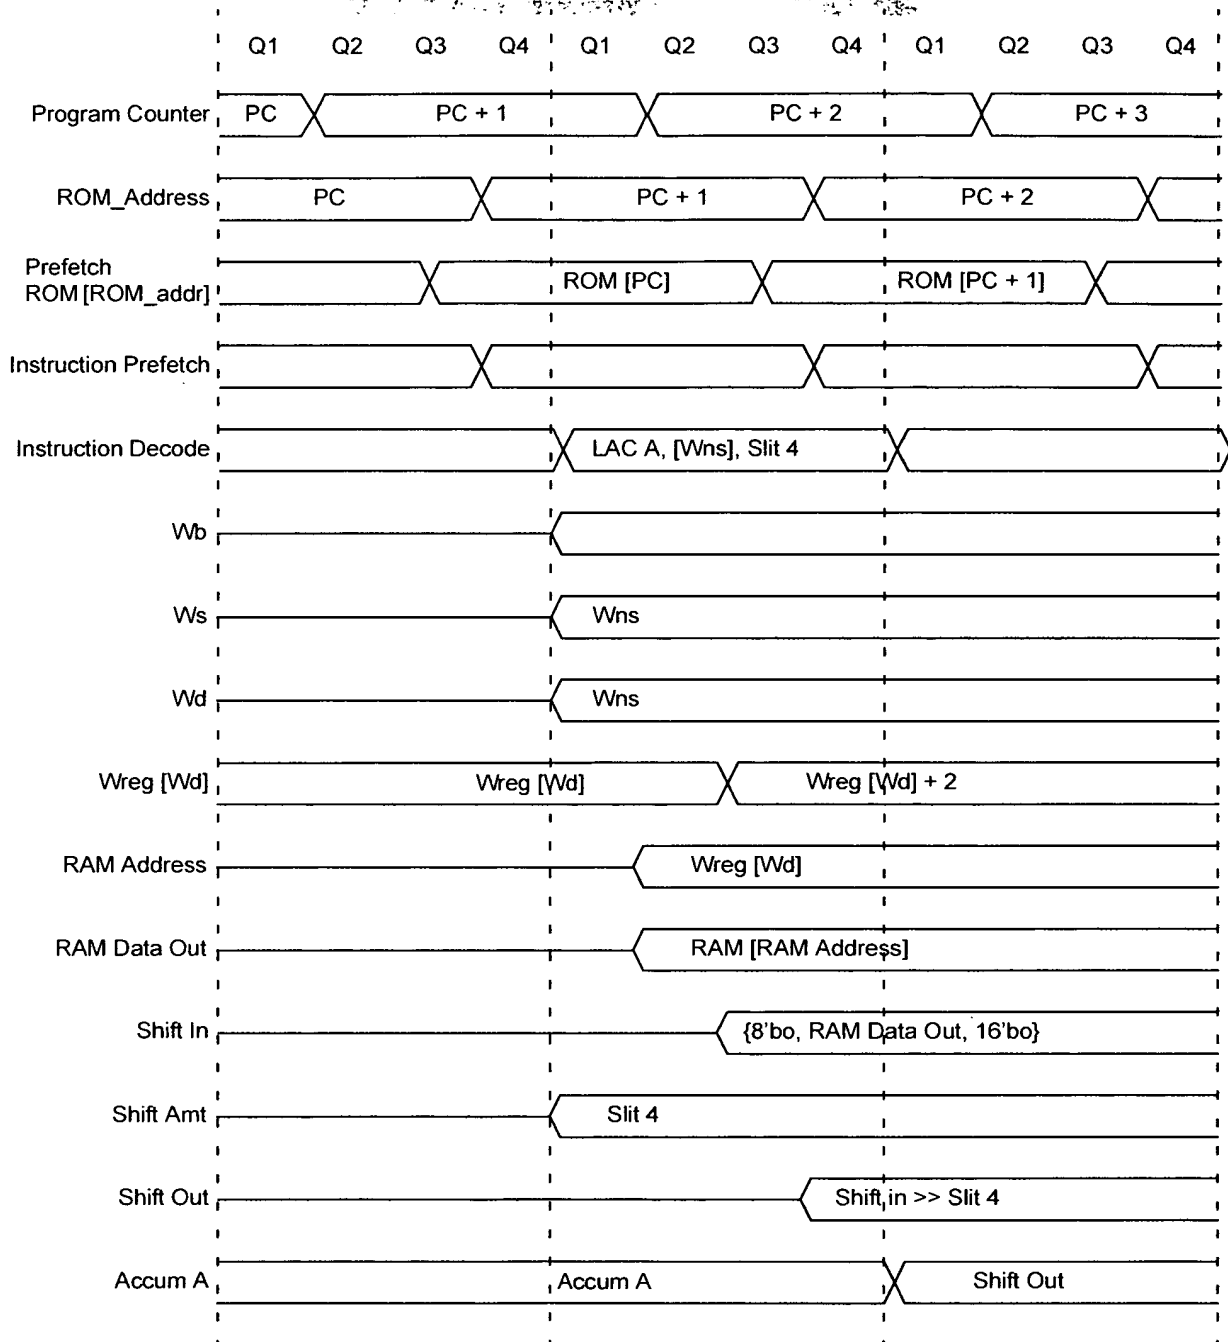 Q1 Q2 Q3 Q4 Q1 Q2 Q3 Q4 Q1 Q2 Q3 Q4
Program Counter PC PC + 1 PC + 2 PC + 3
ROM_Address PC PC + 1 PC + 2
Prefetch
ROM [ROM_addr] ROM [PC] ROM [PC + 1]
Instruction Prefetch
Instruction Decode LAC A, [Wns], Slit 4
Wb
Ws Wns
Wd Wns
Wreg [Wd] Wreg [Wd] Wreg [Wd] + 2
RAM Address Wreg [Wd]
RAM Data Out RAM [RAM Address]
Shift In {8'bo, RAM Data Out, 16'bo}
Shift Amt Slit 4
Shift Out Shift in >> Slit 4
Accum A Accum A Shift Out